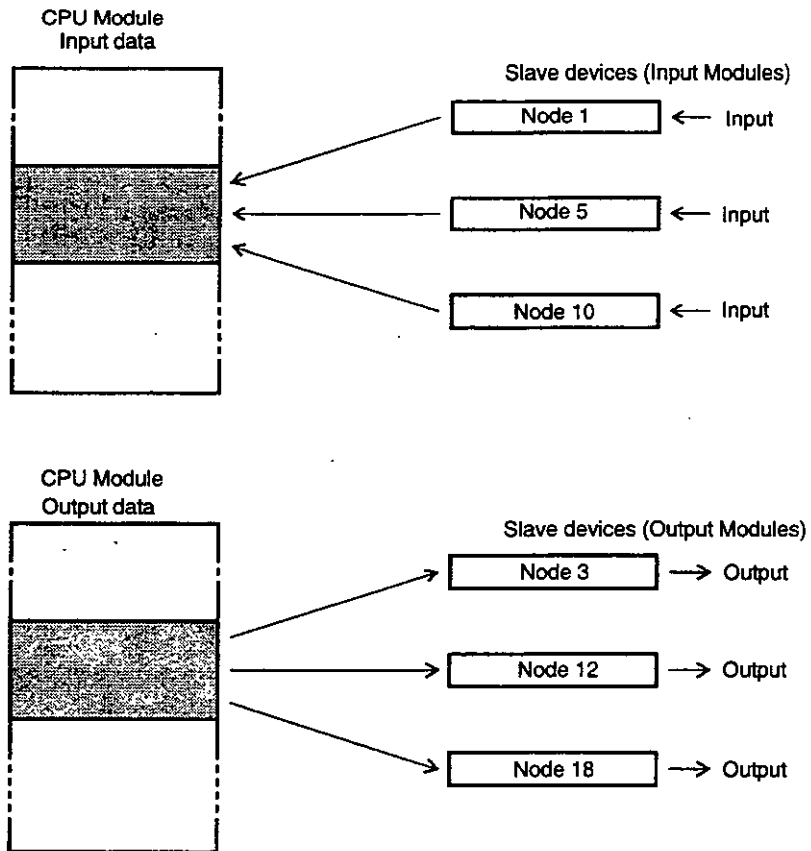 CPU Module
Input data
Slave devices (Input Modules)
Node 1
Input
Node 5
Input
Node 10
Input
CPU Module
Output data
Slave devices (Output Modules)
Node 3
Output
Node 12
Output
Node 18
Output